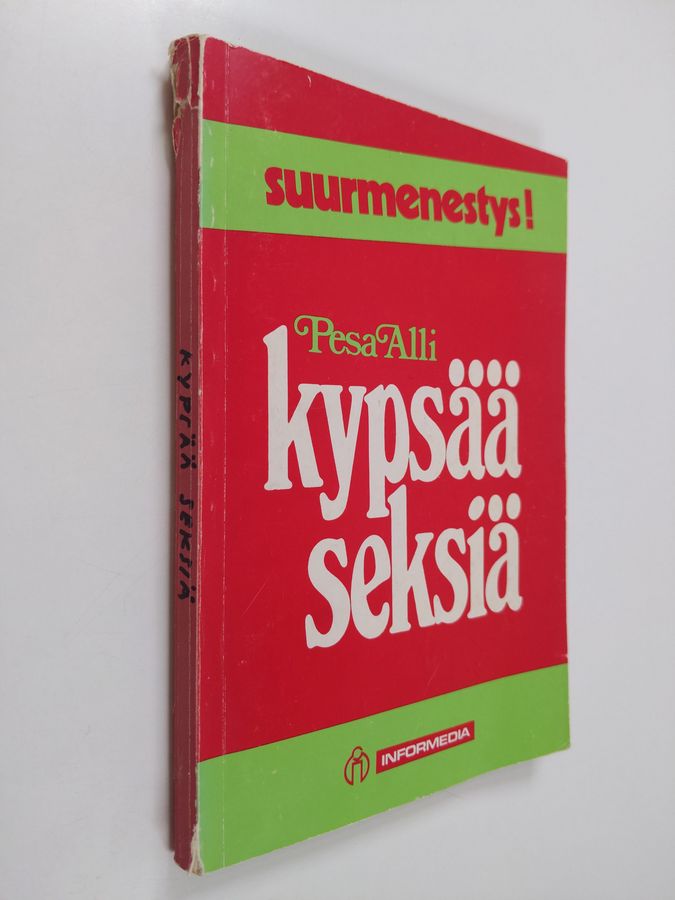 suurmenestys!
Pesa Alli
kypsää
seksiä
INFORMEDIA
KYPSÄÄ SEKSIÄ